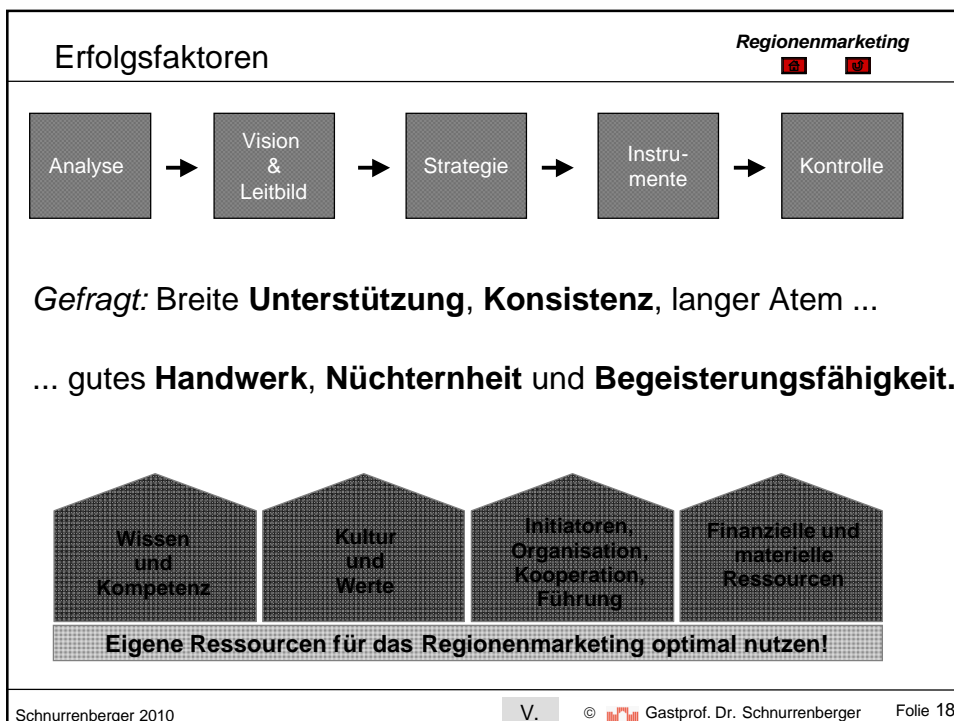 Erfolgsfaktoren
Regionenmarketing
Analyse
Vision
&
Leitbild
Strategie
Instru-
mente
Kontrolle
Gefragt: Breite Unterstützung, Konsistenz, langer Atem ...
... gutes Handwerk, Nüchternheit und Begeisterungsfähigkeit.
Wissen
und
Kompetenz
Kultur
und
Werte
Initiatoren,
Organisation,
Kooperation,
Führung
Finanzielle und
materielle
Ressourcen
Eigene Ressourcen für das Regionenmarketing optimal nutzen!
Schnurrenberger 2010
V.
© Gastprof. Dr. Schnurrenberger
Folie 18